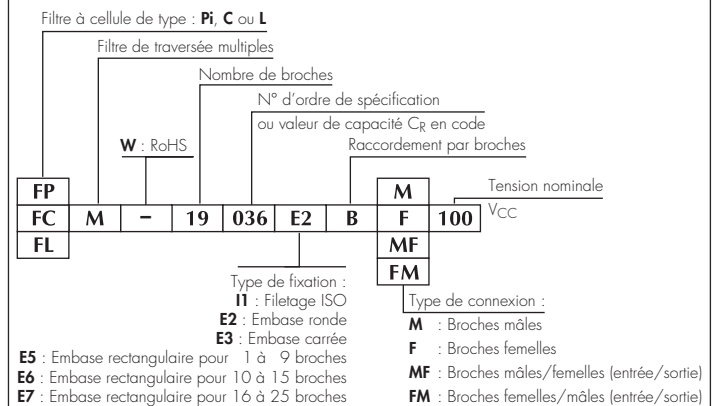 Filtre à cellule de type : Pi, C ou L
Filtre de traversée multiples
Nombre de broches
N° d'ordre de spécification
ou valeur de capacité CR en code
W : RoHS
Raccordement par broches
Tension nominale
VCC
FP M
FC M - 19 036 E2 B F 100
FL MF
FM
Type de fixation :
I1 : Filetage ISO
E2 : Embase ronde
E3 : Embase carrée
E5 : Embase rectangulaire pour 1 à 9 broches
E6 : Embase rectangulaire pour 10 à 15 broches
E7 : Embase rectangulaire pour 16 à 25 broches
Type de connexion :
M : Broches mâles
F : Broches femelles
MF : Broches mâles/femelles (entrée/sortie)
FM : Broches femelles/mâles (entrée/sortie)